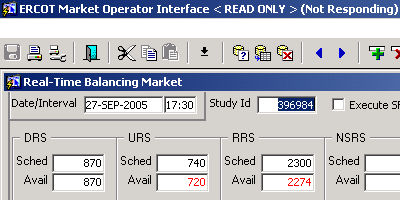 ERCOT Market Operator Interface < READ ONLY > (Not Responding)
Real-Time Balancing Market
Date/Interval 27-SEP-2005 17:30 Study Id 396984 Execute
DRS URS RRS NSRS
Sched 870 Sched 740 Sched 2300 Sched
Avail 870 Avail 720 Avail 2274 Avail